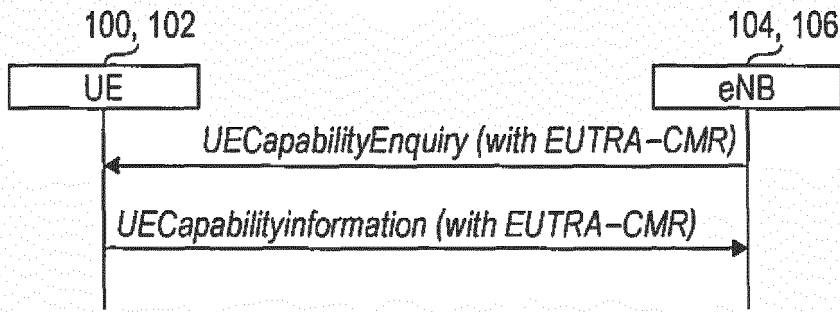 100, 102
104, 106
UE
eNB
UECapabilityEnquiry (with EUTRA-CMR)
UECapabilityinformation (with EUTRA-CMR)